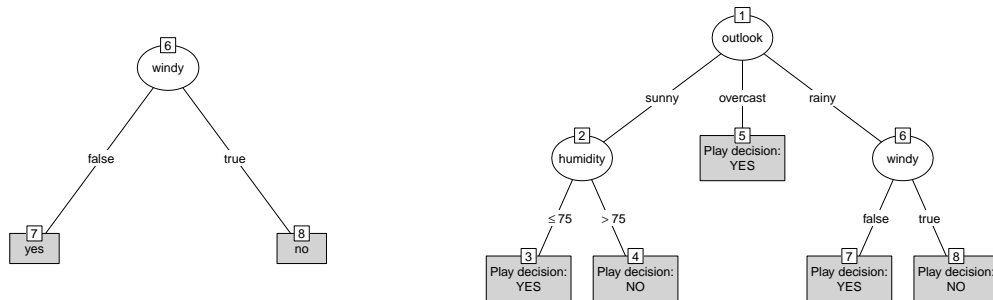 6
windy
false
true
7
yes
8
no
1
outlook
sunny
overcast
rainy
2
humidity
5
Play decision:
YES
6
windy
≤ 75
> 75
false
true
3
Play decision:
YES
4
Play decision:
NO
7
Play decision:
YES
8
Play decision:
NO